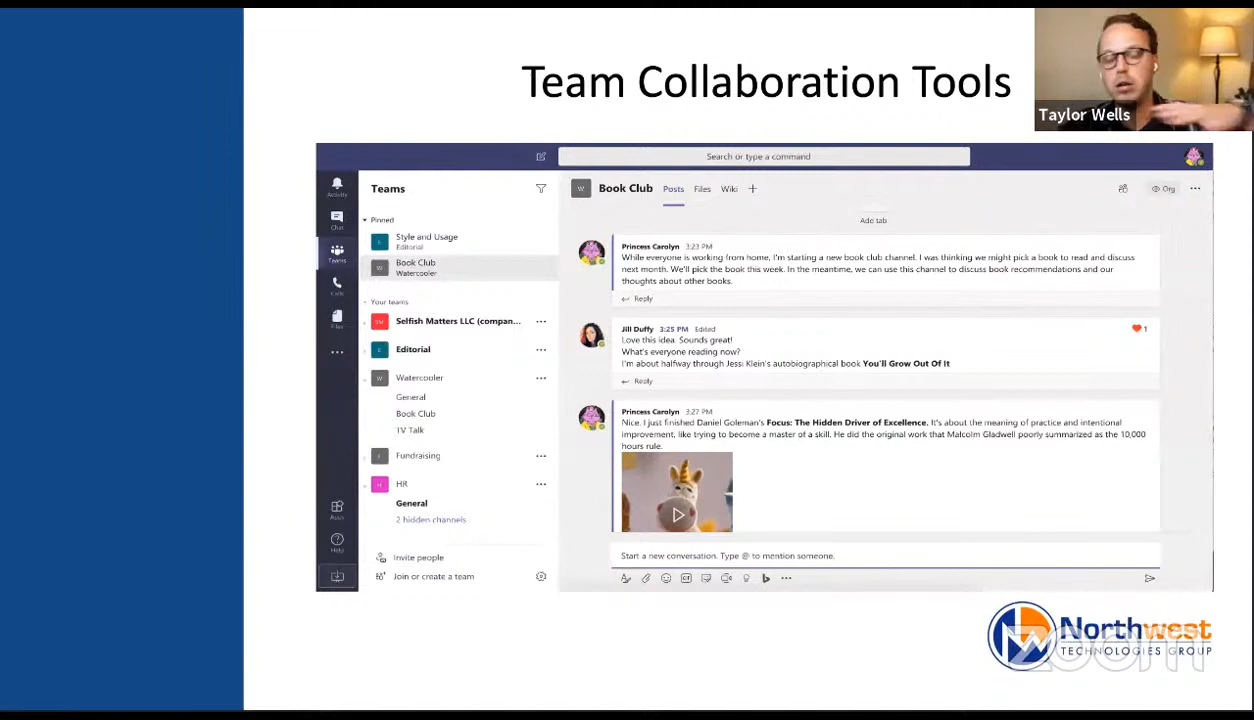 Team Collaboration Tools
Taylor Wells
Search or type a command
Activity
Chat
Teams
Calls
Files
Apps
Help
Teams
Pinned
Style and Usage
Editorial
Book Club
Watercooler
Your teams
Selfish Matters LLC (compan...
Editorial
Watercooler
General
Book Club
TV Talk
Fundraising
HR
General
2 hidden channels
Invite people
Join or create a team
W
Book Club
Posts
Files
Wiki
+
Org
Add tab
Princess Carolyn 3:23 PM
While everyone is working from home, I'm starting a new book club channel. I was thinking we might pick a book to read and discuss
next month. We'll pick the book this week. In the meantime, we can use this channel to discuss book recommendations and our
thoughts about other books.
Reply
Jill Duffy 3:25 PM Edited
1
Love this idea. Sounds great!
What's everyone reading now?
I'm about halfway through Jessi Klein's autobiographical book You'll Grow Out Of It
Reply
Princess Carolyn 3:27 PM
Nice. I just finished Daniel Goleman's Focus: The Hidden Driver of Excellence. It's about the meaning of practice and intentional
improvement, like trying to become a master of a skill. He did the original work that Malcolm Gladwell poorly summarized as the 10,000
hours rule.
Start a new conversation. Type @ to mention someone.
Northwest
TECHNOLOGIES GROUP
zoom